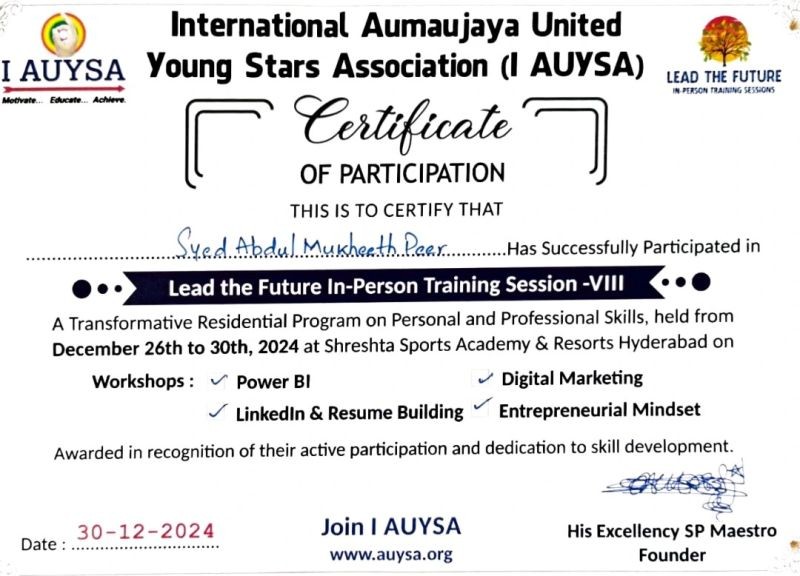 International Aumaujaya United
Young Stars Association (I AUYSA)
I AUYSA
Motivate... Educate... Achieve.
LEAD THE FUTURE
IN-PERSON TRAINING SESSIONS
Certificate
OF PARTICIPATION
THIS IS TO CERTIFY THAT
Syed Abdul Mukheeth Peer Has Successfully Participated in
Lead the Future In-Person Training Session -VIII
A Transformative Residential Program on Personal and Professional Skills, held from
December 26th to 30th, 2024 at Shreshta Sports Academy & Resorts Hyderabad on
Workshops : ✓ Power BI ✓ Digital Marketing
✓ LinkedIn & Resume Building ✓ Entrepreneurial Mindset
Awarded in recognition of their active participation and dedication to skill development.
Date : 30-12-2024
Join I AUYSA
www.auysa.org
His Excellency SP Maestro
Founder